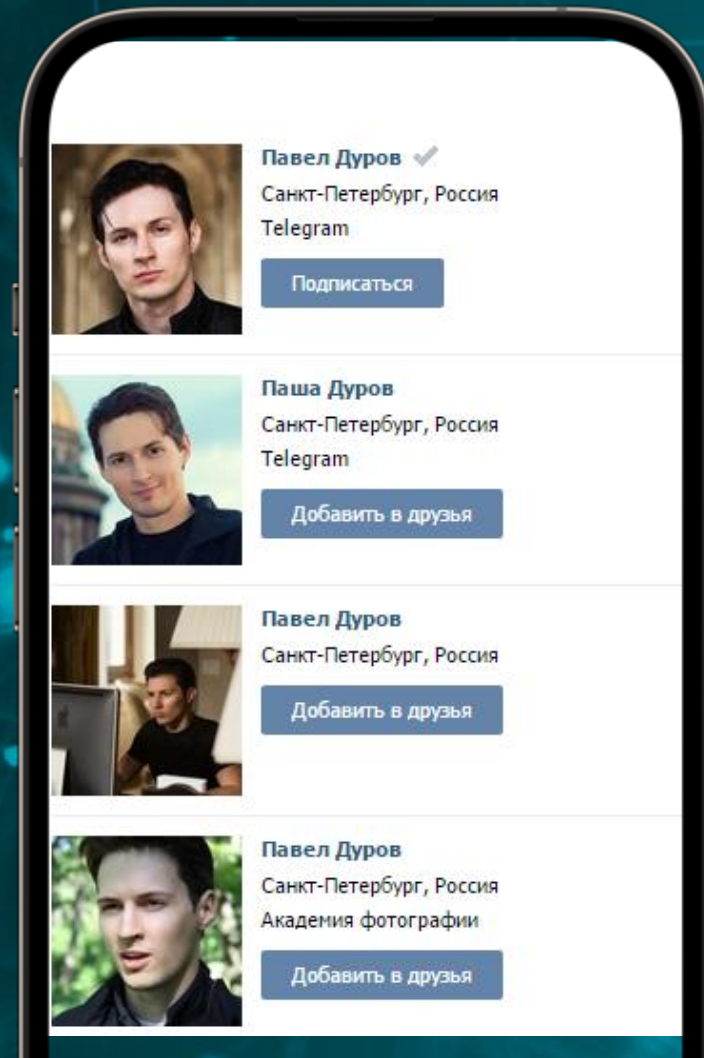 Павел Дуров
Санкт-Петербург, Россия
Telegram
Подписаться
Паша Дуров
Санкт-Петербург, Россия
Telegram
Добавить в друзья
Павел Дуров
Санкт-Петербург, Россия
Добавить в друзья
Павел Дуров
Санкт-Петербург, Россия
Академия фотографии
Добавить в друзья